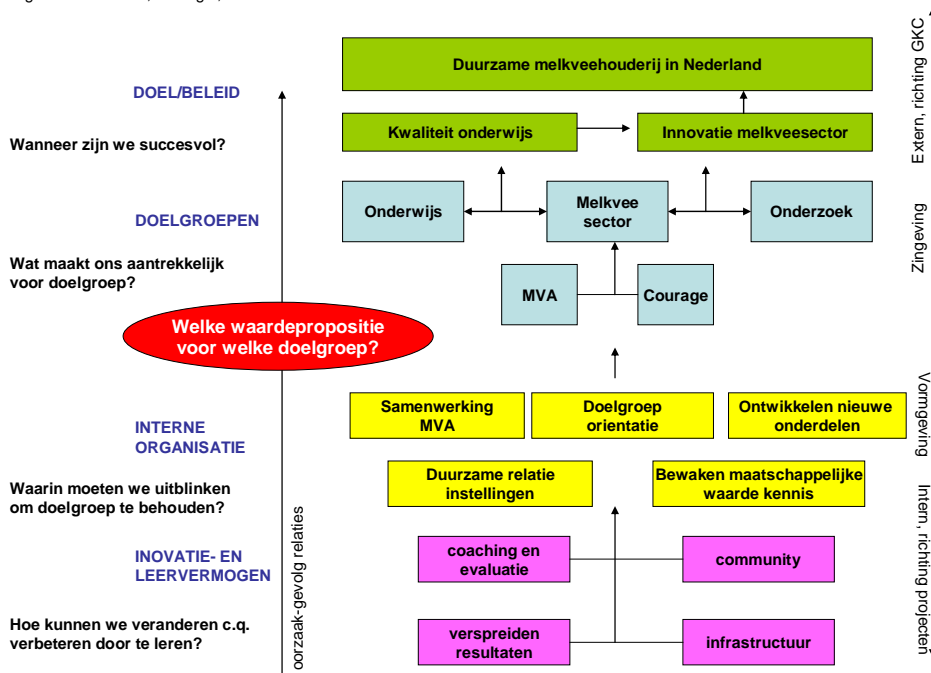 Duurzame melkveehouderij in Nederland
DOEL/BELEID
Kwaliteit onderwijs
Innovatie melkveesector
Wanneer zijn we succesvol?
Onderwijs
Melkvee
sector
Onderzoek
DOELGROEPEN
Wat maakt ons aantrekkelijk
voor doelgroep?
MVA
Courage
Welke waardepropositie
voor welke doelgroep?
Samenwerking
MVA
Doelgroep
orientatie
Ontwikkelen nieuwe
onderdelen
INTERNE
ORGANISATIE
Duurzame relatie
instellingen
Bewaken maatschappelijke
waarde kennis
Waarin moeten we uitblinken
om doelgroep te behouden?
coaching en
evaluatie
community
INOVATIE- EN
LEERVERMOGEN
Hoe kunnen we veranderen c.q.
verbeteren door te leren?
verspreiden
resultaten
infrastructuur
oorzaak-gevolg relaties
Extern, richting GKC
Zingeving
Vormgeving
Intern, richting projecten